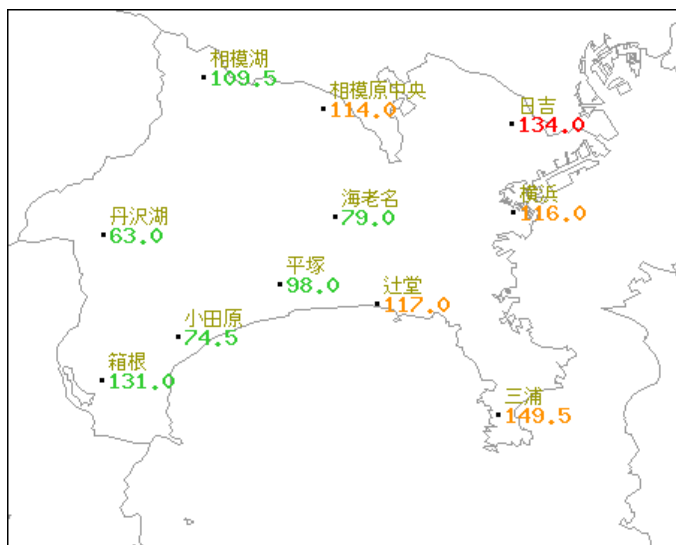 相模湖
109.5
相模原中央
114.0
日吉
134.0
海老名
79.0
横浜
116.0
丹沢湖
63.0
平塚
98.0
辻堂
117.0
小田原
74.5
箱根
131.0
三浦
149.5